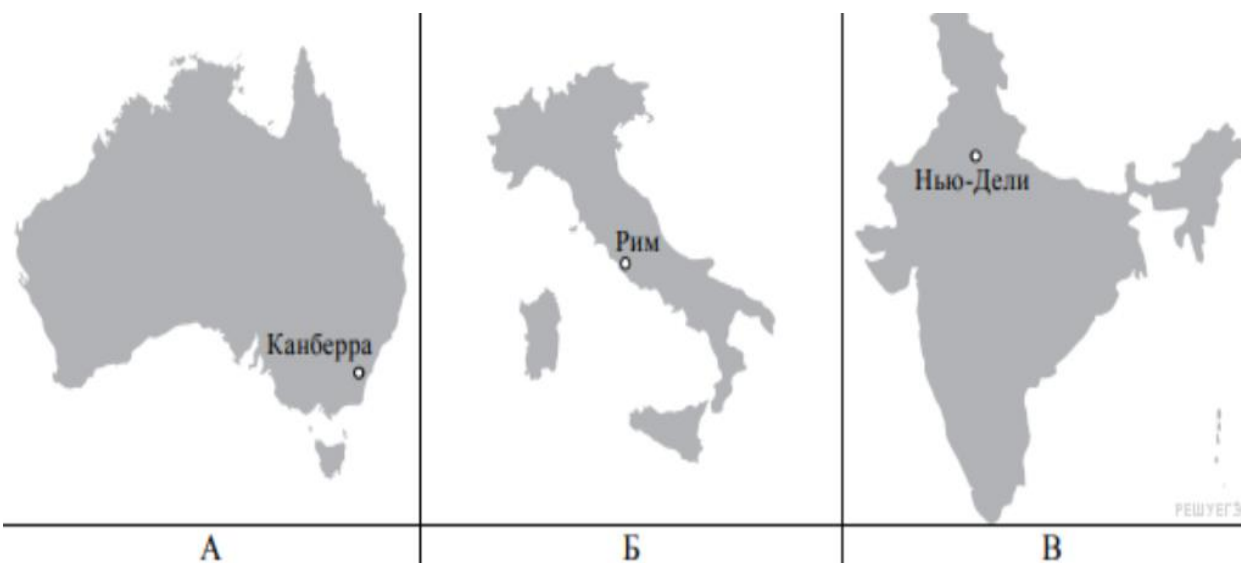 Канберра
Рим
Нью-Дели
РЕШУЕГЭ
А
Б
В